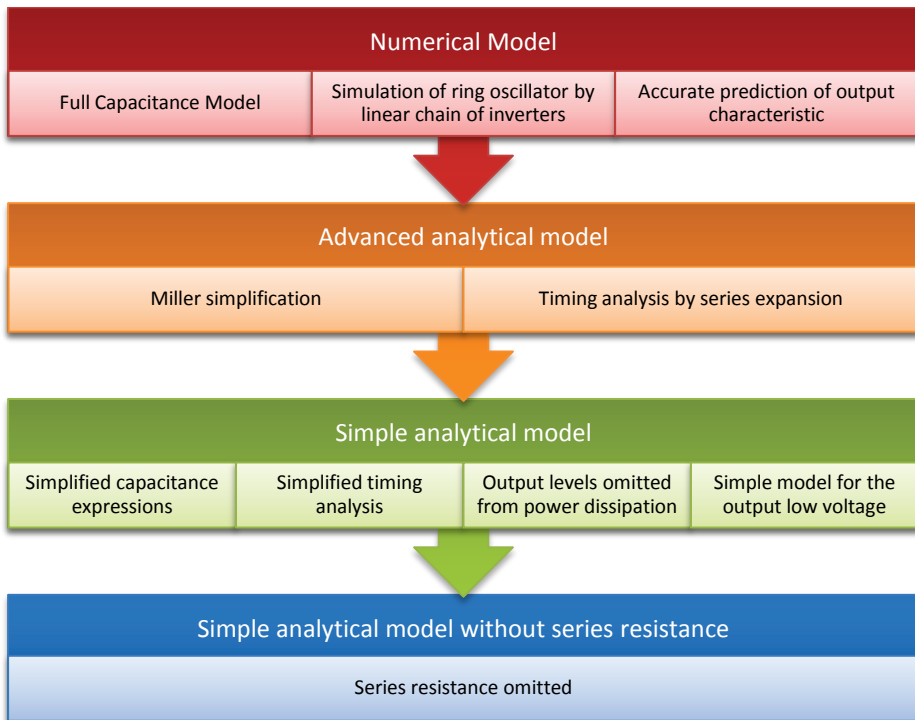 Numerical Model
Full Capacitance Model
Simulation of ring oscillator by
linear chain of inverters
Accurate prediction of output
characteristic
Advanced analytical model
Miller simplification
Timing analysis by series expansion
Simple analytical model
Simplified capacitance
expressions
Simplified timing
analysis
Output levels omitted
from power dissipation
Simple model for the
output low voltage
Simple analytical model without series resistance
Series resistance omitted